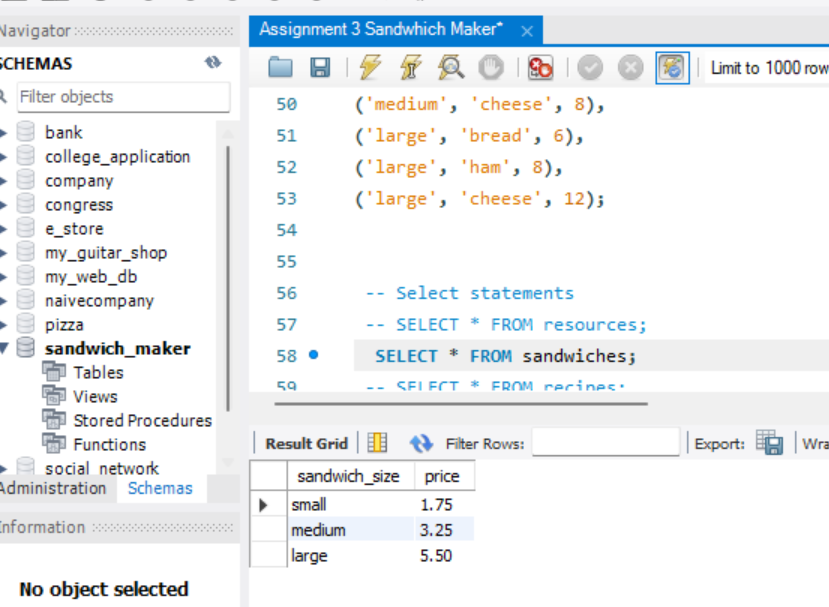 Navigator
Assignment 3 Sandwhich Maker* ×
SCHEMAS
Limit to 1000 row
Filter objects
bank
college_application
company
congress
e_store
my_guitar_shop
my_web_db
naivecompany
pizza
sandwich_maker
Tables
Views
Stored Procedures
Functions
social_network
Administration Schemas
Information
No object selected
50 ('medium', 'cheese', 8),
51 ('large', 'bread', 6),
52 ('large', 'ham', 8),
53 ('large', 'cheese', 12);
54
55
56 -- Select statements
57 -- SELECT * FROM resources;
58 SELECT * FROM sandwiches;
59 -- SELECT * FROM recipes;
Result Grid Filter Rows: Export: Wra
sandwich_size price
small 1.75
medium 3.25
large 5.50